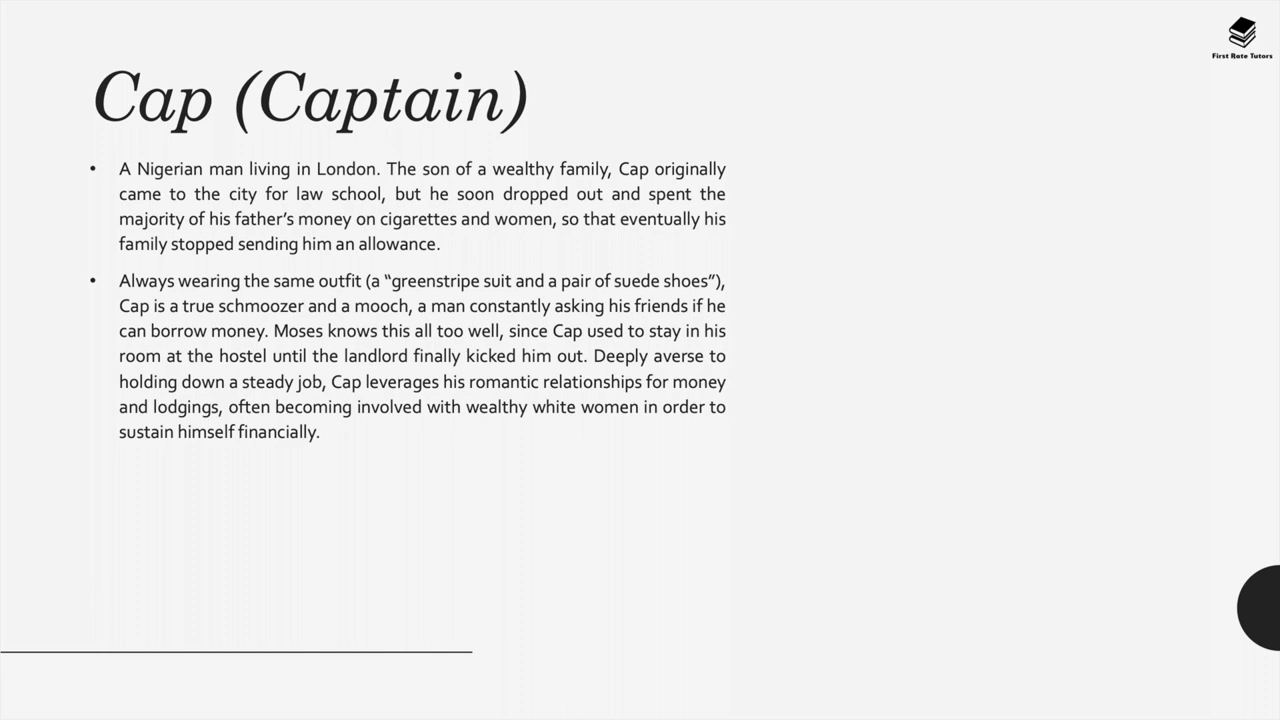 First Rate Tutors
Cap (Captain)
• A Nigerian man living in London. The son of a wealthy family, Cap originally
came to the city for law school, but he soon dropped out and spent the
majority of his father’s money on cigarettes and women, so that eventually his
family stopped sending him an allowance.
• Always wearing the same outfit (a “greenstripe suit and a pair of suede shoes”),
Cap is a true schmoozer and a mooch, a man constantly asking his friends if he
can borrow money. Moses knows this all too well, since Cap used to stay in his
room at the hostel until the landlord finally kicked him out. Deeply averse to
holding down a steady job, Cap leverages his romantic relationships for money
and lodgings, often becoming involved with wealthy white women in order to
sustain himself financially.